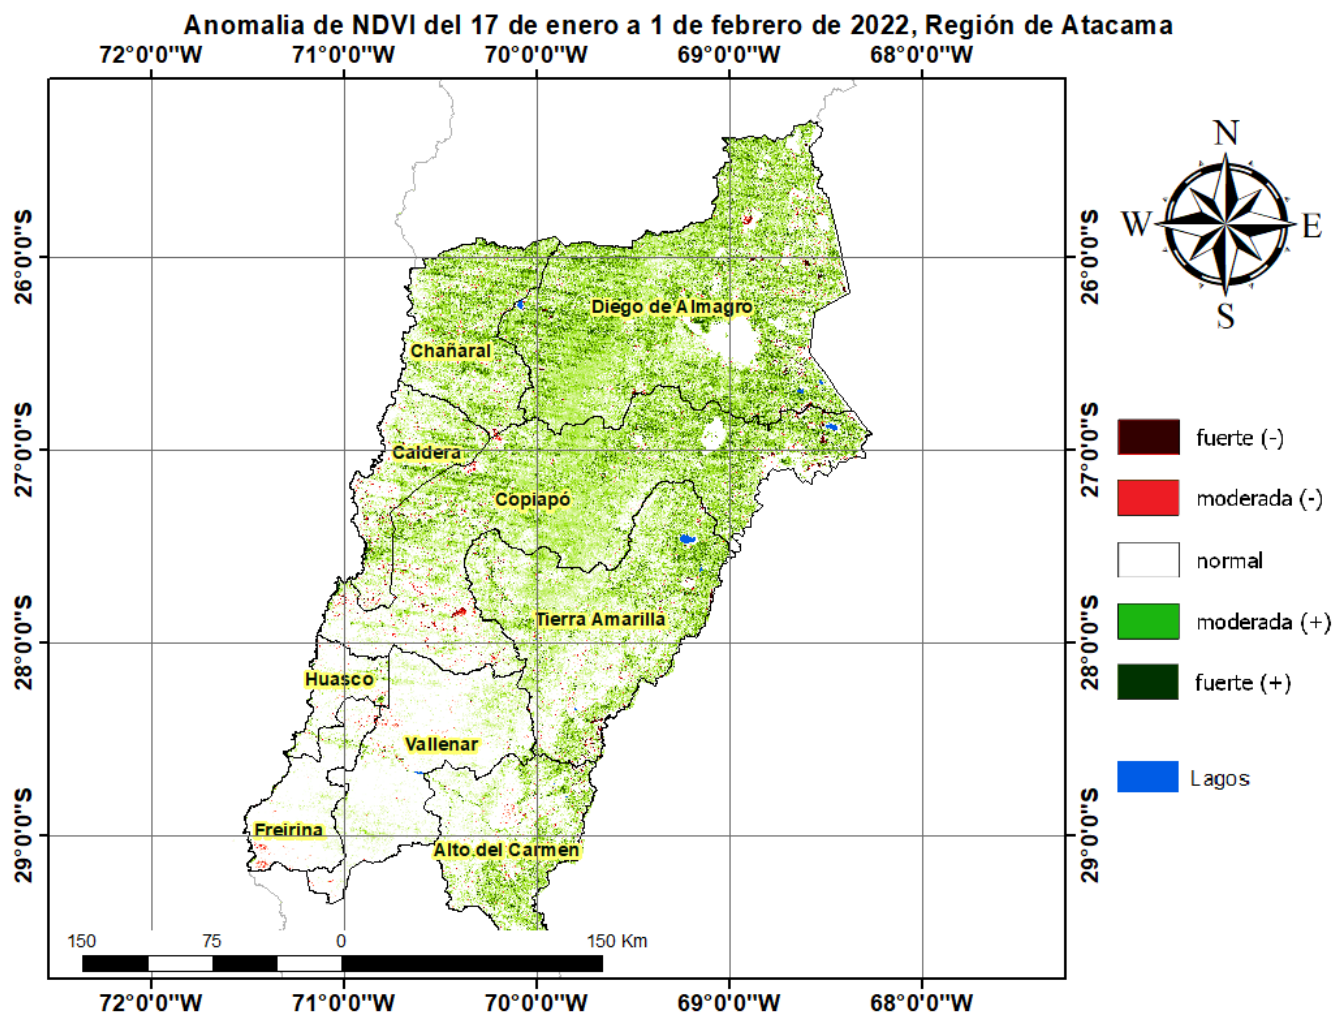 Anomalia de NDVI del 17 de enero a 1 de febrero de 2022, Región de Atacama
72°0'0"W 71°0'0"W 70°0'0"W 69°0'0"W 68°0'0"W
N
W E
S
26°0'0"S 26°0'0"S
Diego de Almagro
Chañaral
27°0'0"S 27°0'0"S
Caldera
Copiapó
fuerte (-)
moderada (-)
normal
moderada (+)
fuerte (+)
Lagos
Tierra Amarilla
28°0'0"S 28°0'0"S
Huasco
Vallenar
Freirina
29°0'0"S 29°0'0"S
Alto del Carmen
150 75 0 150 Km
72°0'0"W 71°0'0"W 70°0'0"W 69°0'0"W 68°0'0"W